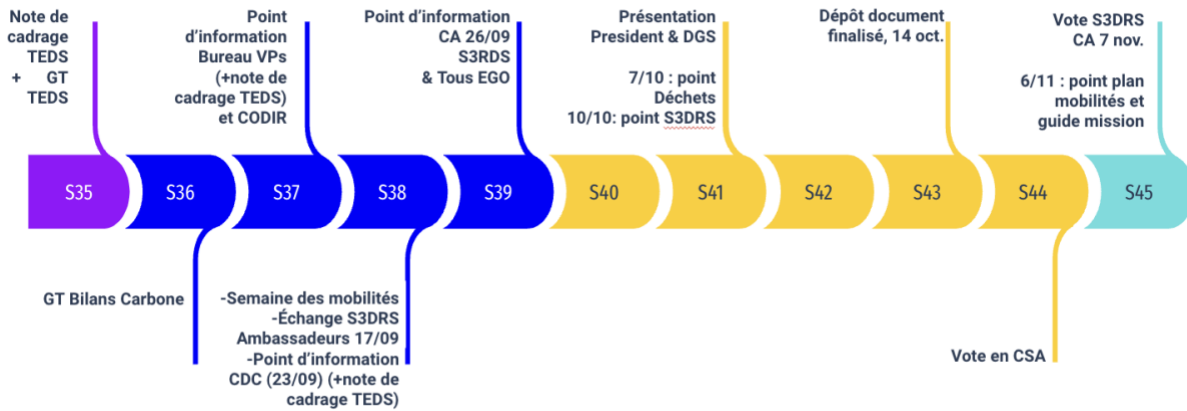 Note de
cadrage
TEDS
+ GT
TEDS
Point
d'information
Bureau VPs
(+note de
cadrage TEDS)
et CODIR
Point d'information
CA 26/09
S3RDS
& Tous EGO
Présentation
President & DGS
7/10 : point
Déchets
10/10: point S3DRS
Dépôt document
finalisé, 14 oct.
Vote S3DRS
CA 7 nov.
6/11 : point plan
mobilités et
guide mission
S35
S36
S37
S38
S39
S40
S41
S42
S43
S44
S45
GT Bilans Carbone
-Semaine des mobilités
-Échange S3DRS
Ambassadeurs 17/09
-Point d'information
CDC (23/09) (+note de
cadrage TEDS)
Vote en CSA